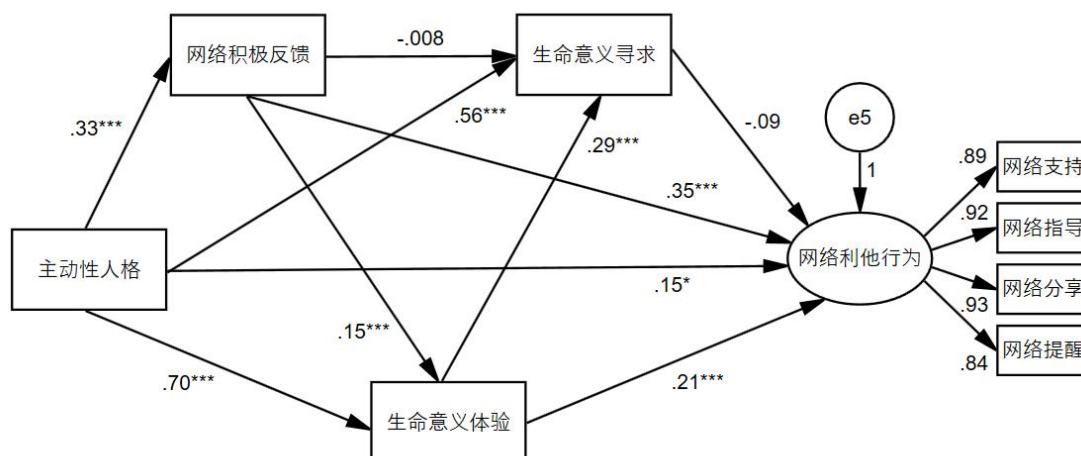 网络积极反馈
-.008
生命意义寻求
.33***
.56***
.29***
-.09
e5
1
.89
网络支持
.92
网络指导
.35***
主动性人格
网络利他行为
.15*
网络分享
.93
.15***
网络提醒
.84
.70***
.21***
生命意义体验